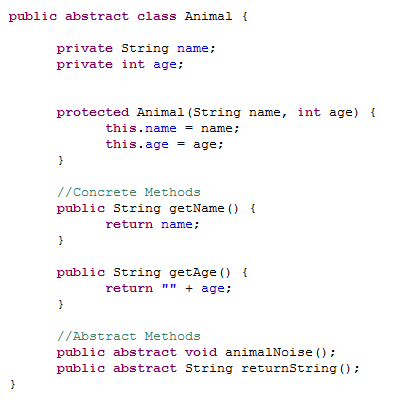 public abstract class Animal {
private String name;
private int age;
protected Animal(String name, int age) {
this.name = name;
this.age = age;
}
//Concrete Methods
public String getName() {
return name;
}
public String getAge() {
return "" + age;
}
//Abstract Methods
public abstract void animalNoise();
public abstract String returnString();
}